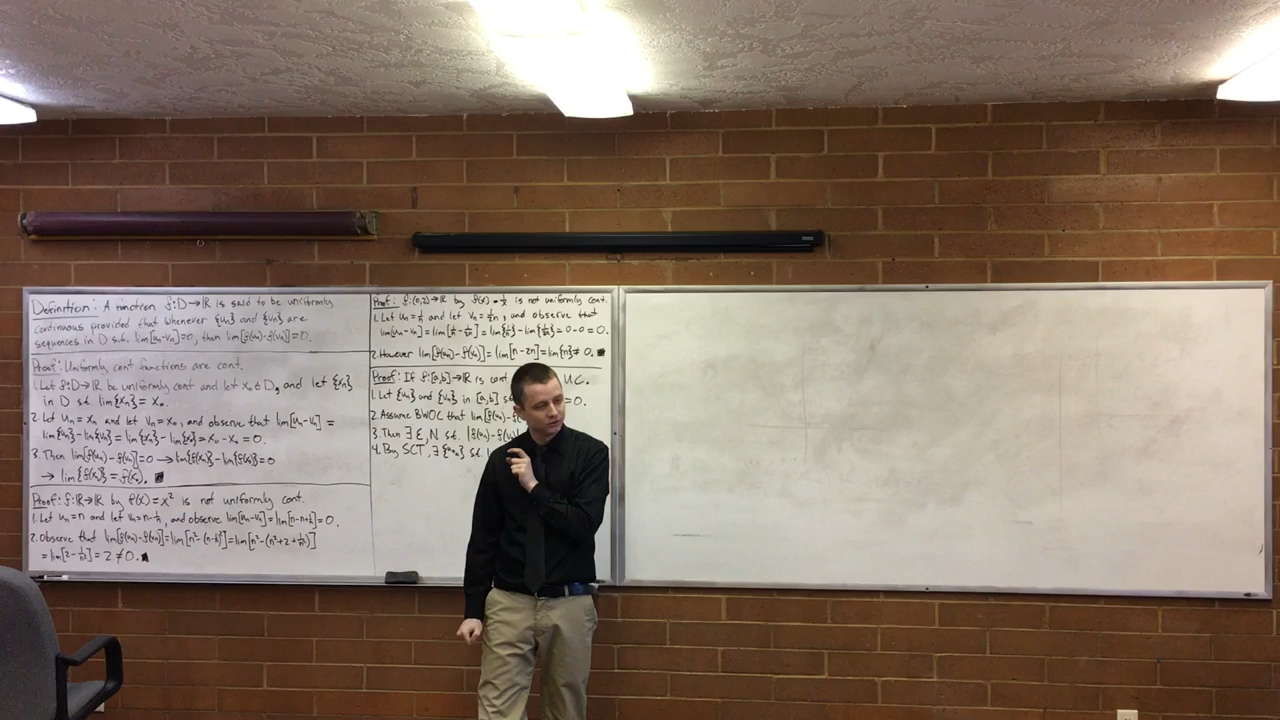 Definition: A function f:D→ℝ is said to be uniformly
continuous provided that whenever {uₙ} and {vₙ} are
sequences in D s.t. lim[uₙ-vₙ]=0, then lim[f(uₙ)-f(vₙ)]=0.
Proof: Uniformly cont functions are cont.
1. Let f:D→ℝ be uniformly cont and let x₀∈D, and let {xₙ}
in D s.t. lim{xₙ}=x₀.
2. Let uₙ=xₙ and let vₙ=x₀, and observe that lim[uₙ-vₙ]=
lim{uₙ}-lim{vₙ}=lim{xₙ}-lim{x₀}=x₀-x₀=0.
3. Then lim[f(uₙ)-f(vₙ)]=0→lim{f(xₙ)}-lim{f(x₀)}=0
→ lim{f(xₙ)}=f(x₀). ■
Proof: f:ℝ→ℝ by f(x)=x² is not uniformly cont.
1. Let uₙ=n and let vₙ=n-1/n, and observe lim[uₙ-vₙ]=lim[n-n+1/n]=0.
2. Observe that lim[f(uₙ)-f(vₙ)]=lim[n²-(n-1/n)²]=lim[n²-(n²+2+1/n²)]
=lim[2-1/n²]=2≠0. ■
Proof: f:(0,2)→ℝ by f(x)=1/x is not uniformly cont.
1. Let uₙ=1/n and let vₙ=1/2n, and observe that
lim[uₙ-vₙ]=lim[1/n-1/2n]=lim{1/n}-lim{1/2n}=0-0=0.
2. However lim[f(uₙ)-f(vₙ)]=lim[n-2n]=lim{n}≠0. ■
Proof: If f:[a,b]→ℝ is cont UC.
1. Let {uₙ} and {vₙ} in [a,b] =0.
2. Assume BWOC that lim[f(uₙ)-f
3. Then ∃ ε, N s.t. |f(uₙ)-f(v
4. By SCT, ∃ s.t.